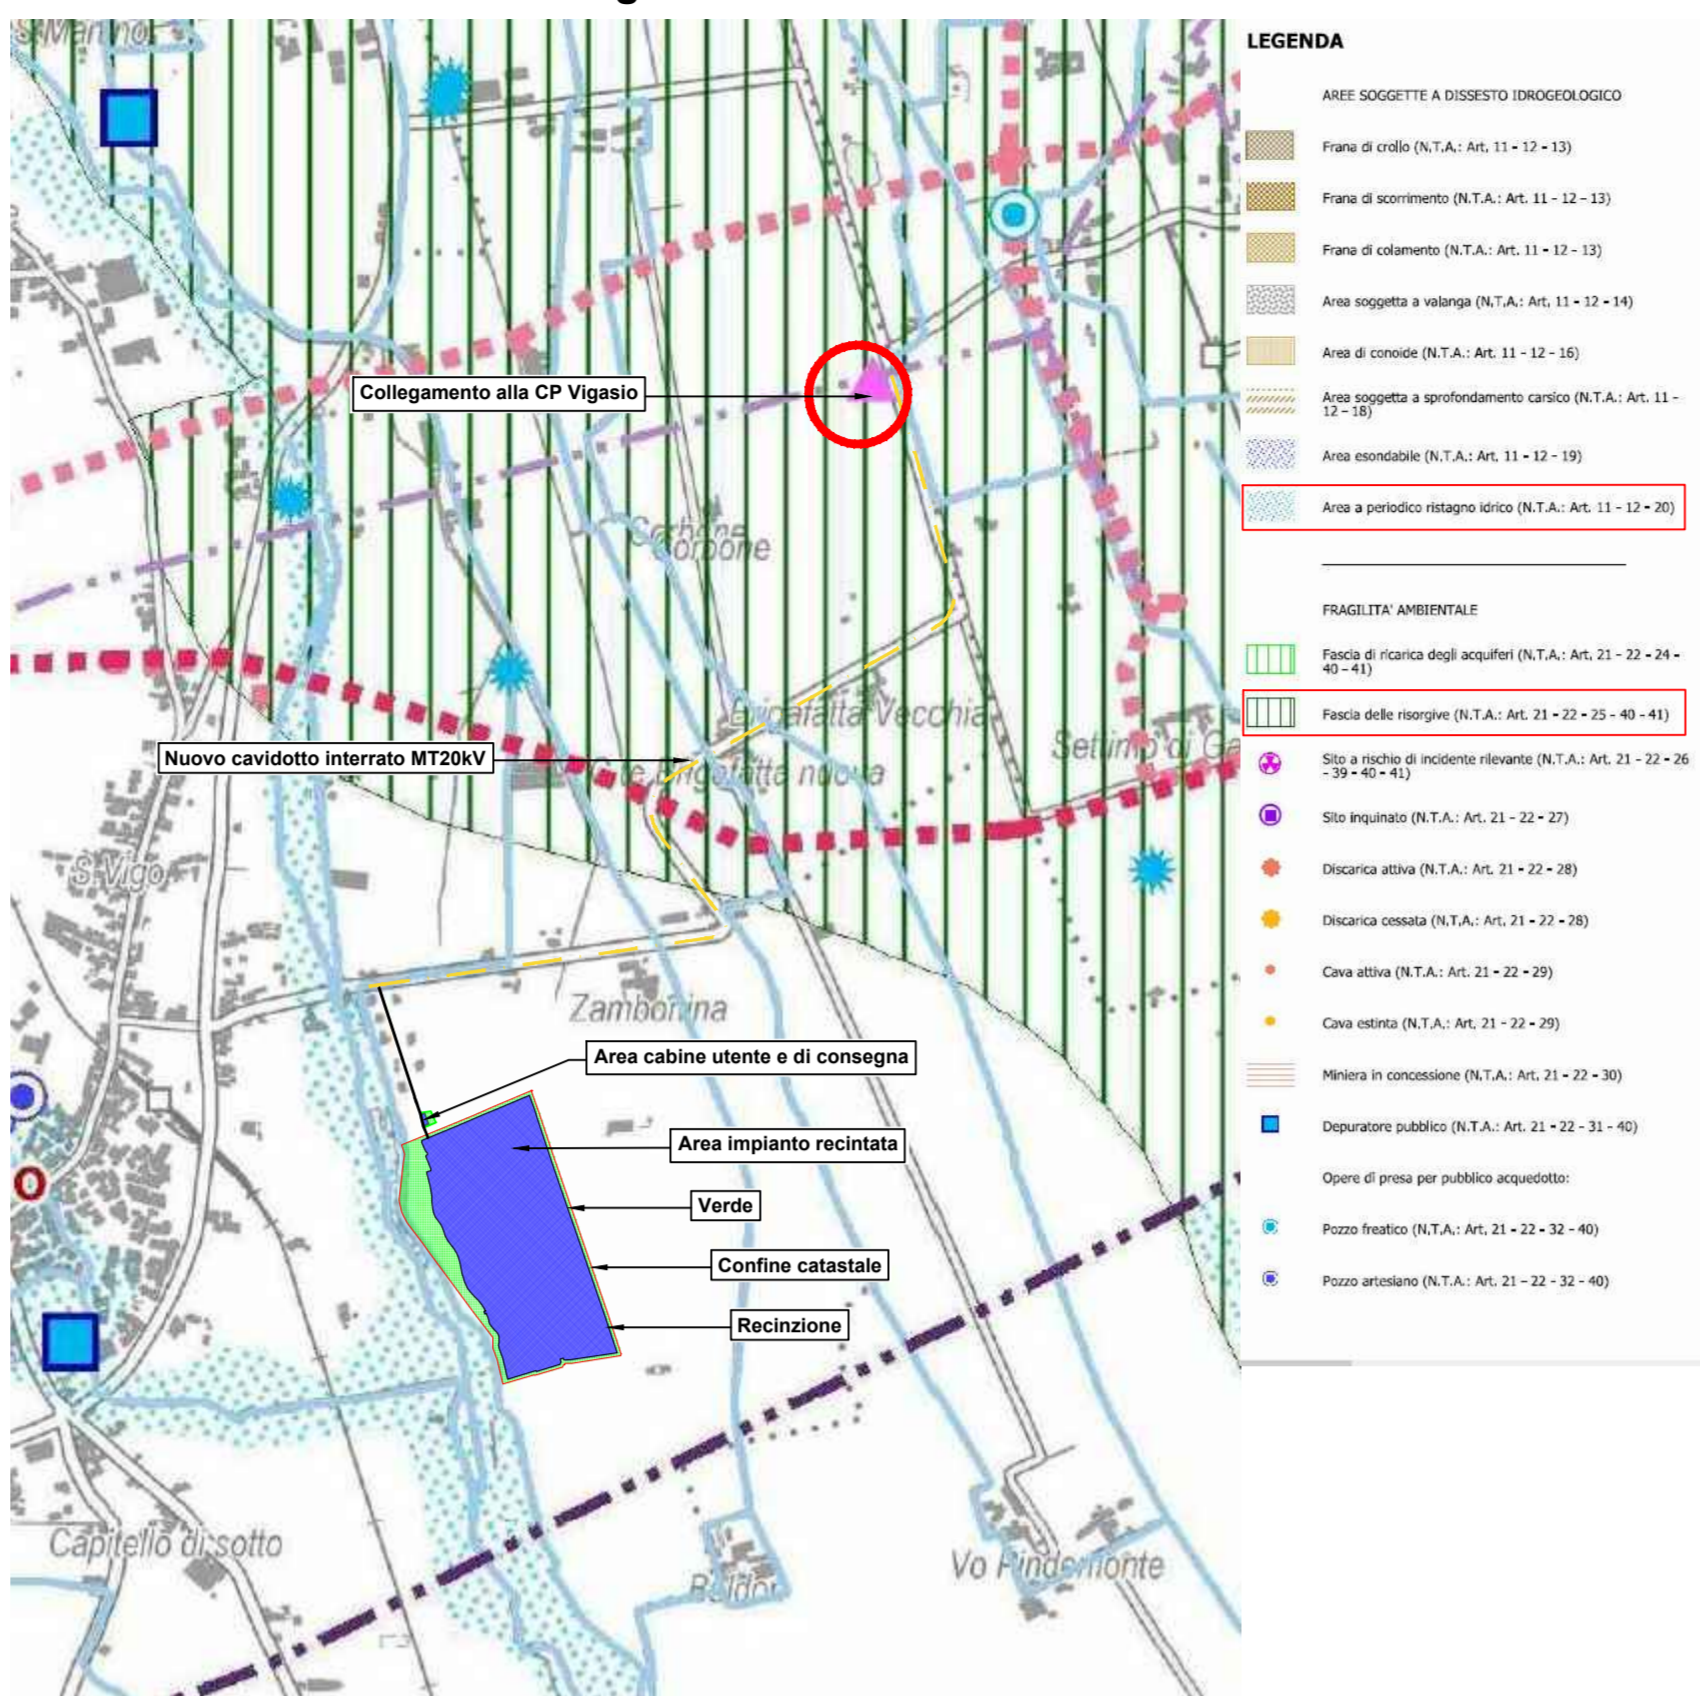 S. Martino
Collegamento alla CP Vigasio
Corbone
Corbone
Brigafatta Vecchia
Nuovo cavidotto interrato MT20kV
S. Vigo
Zambonina
Area cabine utente e di consegna
Area impianto recintata
Verde
Confine catastale
Recinzione
Capitello di sotto
Vo Pindemonte
LEGENDA
AREE SOGGETTE A DISSESTO IDROGEOLOGICO
Frana di crollo (N.T.A.: Art. 11 - 12 - 13)
Frana di scorrimento (N.T.A.: Art. 11 - 12 - 13)
Frana di colamento (N.T.A.: Art. 11 - 12 - 13)
Area soggetta a valanga (N.T.A.: Art. 11 - 12 - 14)
Area di conoide (N.T.A.: Art. 11 - 12 - 16)
Area soggetta a sprofondamento carsico (N.T.A.: Art. 11 -
12 - 18)
Area esondabile (N.T.A.: Art. 11 - 12 - 19)
Area a periodico ristagno idrico (N.T.A.: Art. 11 - 12 - 20)
FRAGILITA' AMBIENTALE
Fascia di ricarica degli acquiferi (N.T.A.: Art. 21 - 22 - 24 -
40 - 41)
Fascia delle risorgive (N.T.A.: Art. 21 - 22 - 25 - 40 - 41)
Sito a rischio di incidente rilevante (N.T.A.: Art. 21 - 22 - 26
- 39 - 40 - 41)
Sito inquinato (N.T.A.: Art. 21 - 22 - 27)
Discarica attiva (N.T.A.: Art. 21 - 22 - 28)
Discarica cessata (N.T.A.: Art. 21 - 22 - 28)
Cava attiva (N.T.A.: Art. 21 - 22 - 29)
Cava estinta (N.T.A.: Art. 21 - 22 - 29)
Miniera in concessione (N.T.A.: Art. 21 - 22 - 30)
Depuratore pubblico (N.T.A.: Art. 21 - 22 - 31 - 40)
Opere di presa per pubblico acquedotto:
Pozzo freatico (N.T.A.: Art. 21 - 22 - 32 - 40)
Pozzo artesiano (N.T.A.: Art. 21 - 22 - 32 - 40)